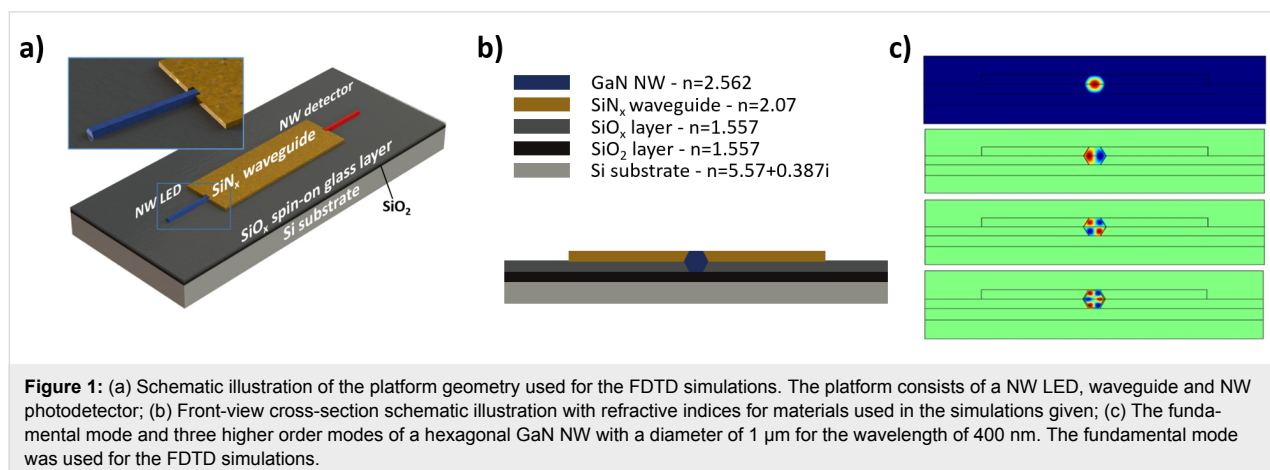 a)
NW detector
SiNx waveguide
NW LED
SiOx spin-on glass layer
Si substrate
SiO2
b)
GaN NW - n=2.562
SiNx waveguide - n=2.07
SiOx layer - n=1.557
SiO2 layer - n=1.557
Si substrate - n=5.57+0.387i
c)
Figure 1: (a) Schematic illustration of the platform geometry used for the FDTD simulations. The platform consists of a NW LED, waveguide and NW
photodetector; (b) Front-view cross-section schematic illustration with refractive indices for materials used in the simulations given; (c) The funda-
mental mode and three higher order modes of a hexagonal GaN NW with a diameter of 1 µm for the wavelength of 400 nm. The fundamental mode
was used for the FDTD simulations.